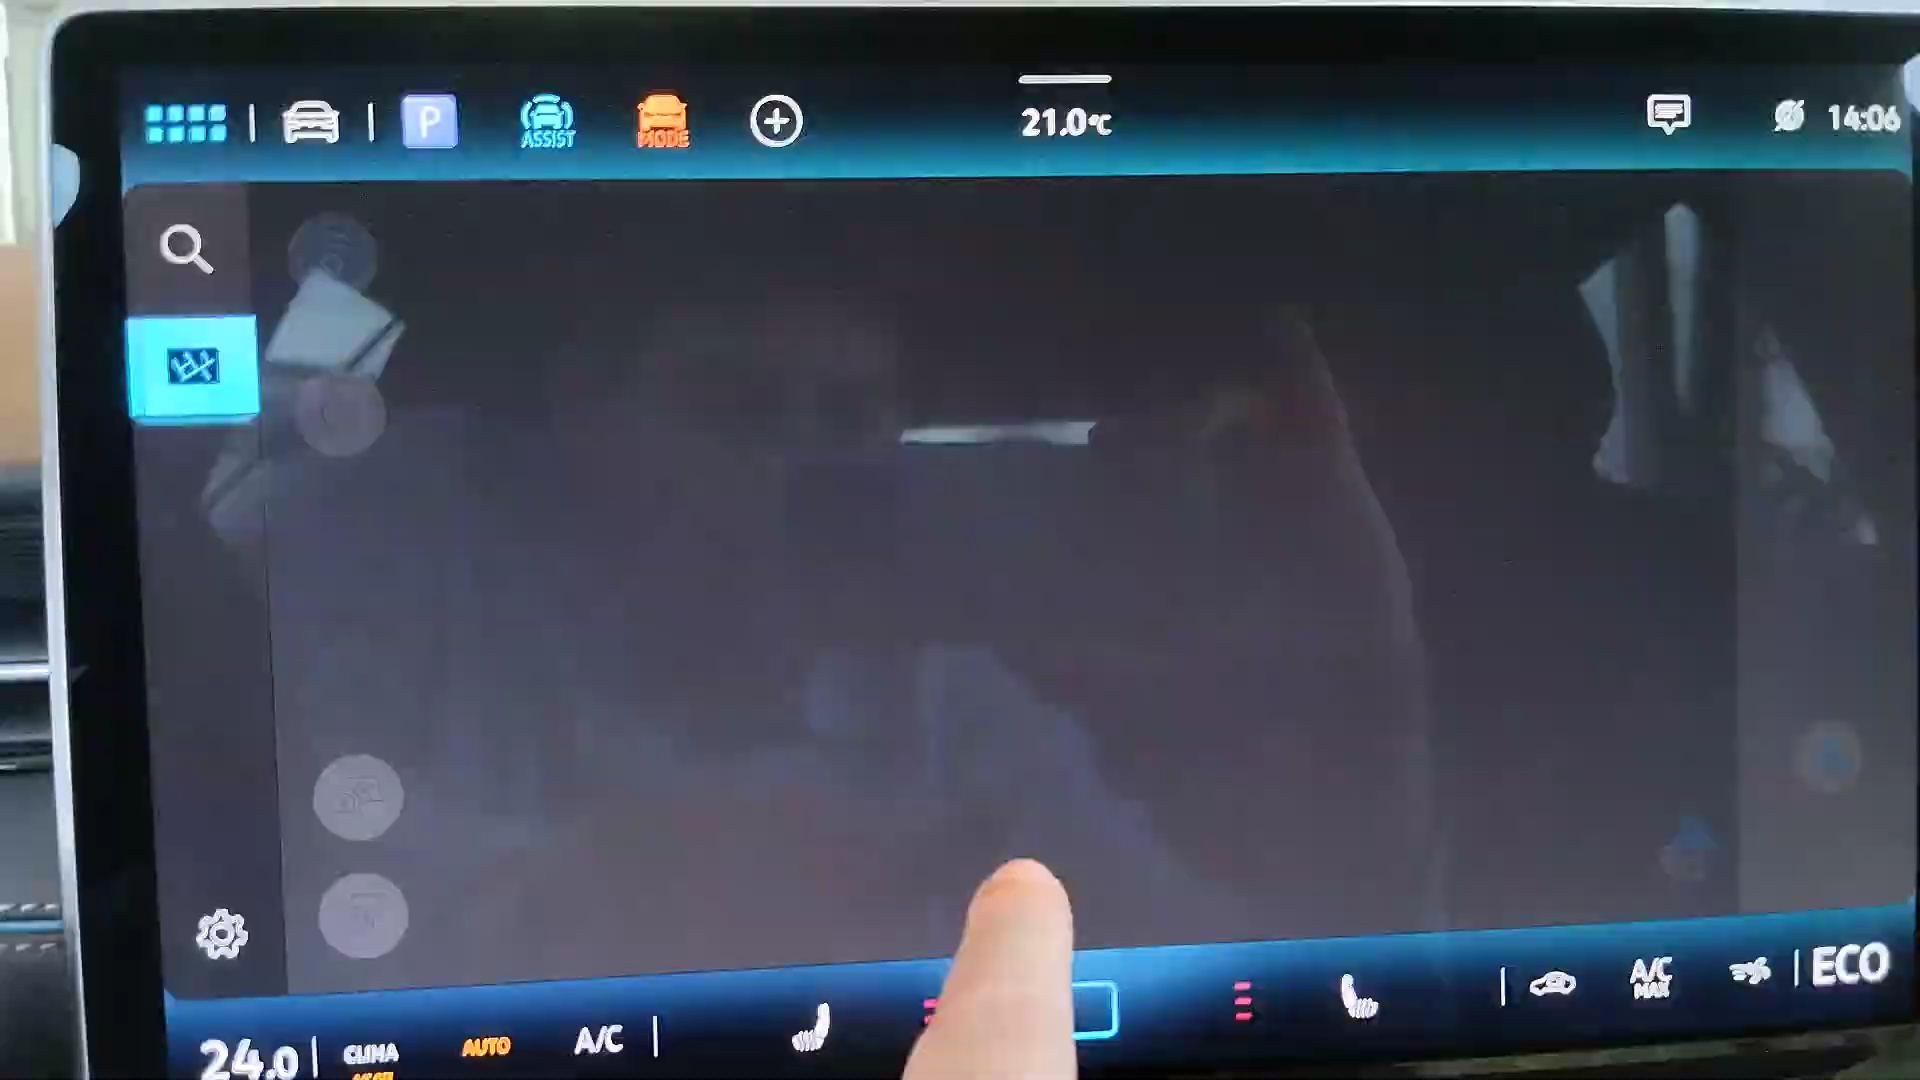 P
ASSIST
MODE
21.0°C
14:06
24.0
CLIMA
AUTO
A/C
A/C
MAX
ECO